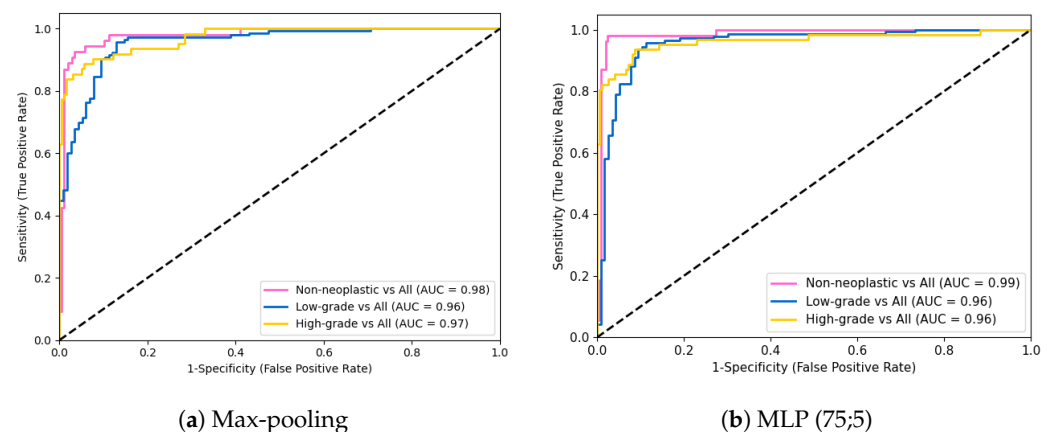 1.0
0.8
0.6
0.4
0.2
0.0
Sensitivity (True Positive Rate)
Non-neoplastic vs All (AUC = 0.98)
Low-grade vs All (AUC = 0.96)
High-grade vs All (AUC = 0.97)
0.0 0.2 0.4 0.6 0.8 1.0
1-Specificity (False Positive Rate)
(a) Max-pooling
1.0
0.8
0.6
0.4
0.2
0.0
Sensitivity (True Positive Rate)
Non-neoplastic vs All (AUC = 0.99)
Low-grade vs All (AUC = 0.96)
High-grade vs All (AUC = 0.96)
0.0 0.2 0.4 0.6 0.8 1.0
1-Specificity (False Positive Rate)
(b) MLP (75;5)